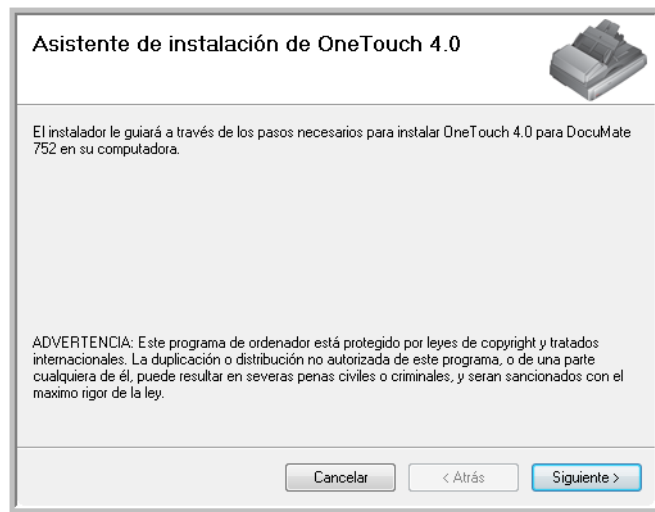 Asistente de instalación de OneTouch 4.0
El instalador le guiará a través de los pasos necesarios para instalar OneTouch 4.0 para DocuMate
752 en su computadora.
ADVERTENCIA: Este programa de ordenador está protegido por leyes de copyright y tratados
internacionales. La duplicación o distribución no autorizada de este programa, o de una parte
cualquiera de él, puede resultar en severas penas civiles o criminales, y seran sancionados con el
maximo rigor de la ley.
Cancelar < Atrás Siguiente >